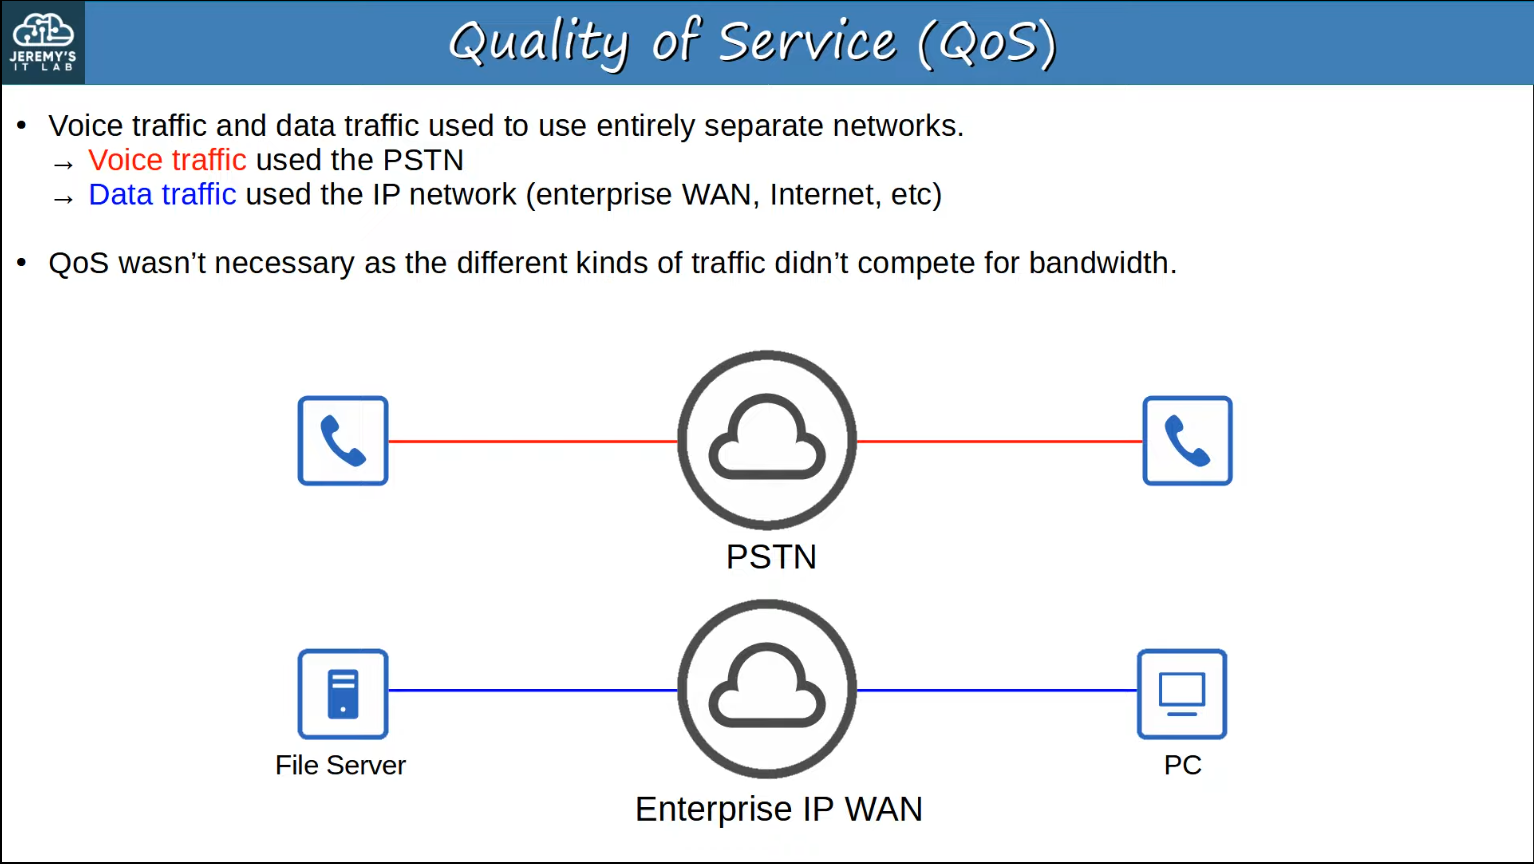 JEREMY'S
IT LAB
Quality of Service (QoS)
• Voice traffic and data traffic used to use entirely separate networks.
→ Voice traffic used the PSTN
→ Data traffic used the IP network (enterprise WAN, Internet, etc)
• QoS wasn’t necessary as the different kinds of traffic didn’t compete for bandwidth.
PSTN
File Server
PC
Enterprise IP WAN